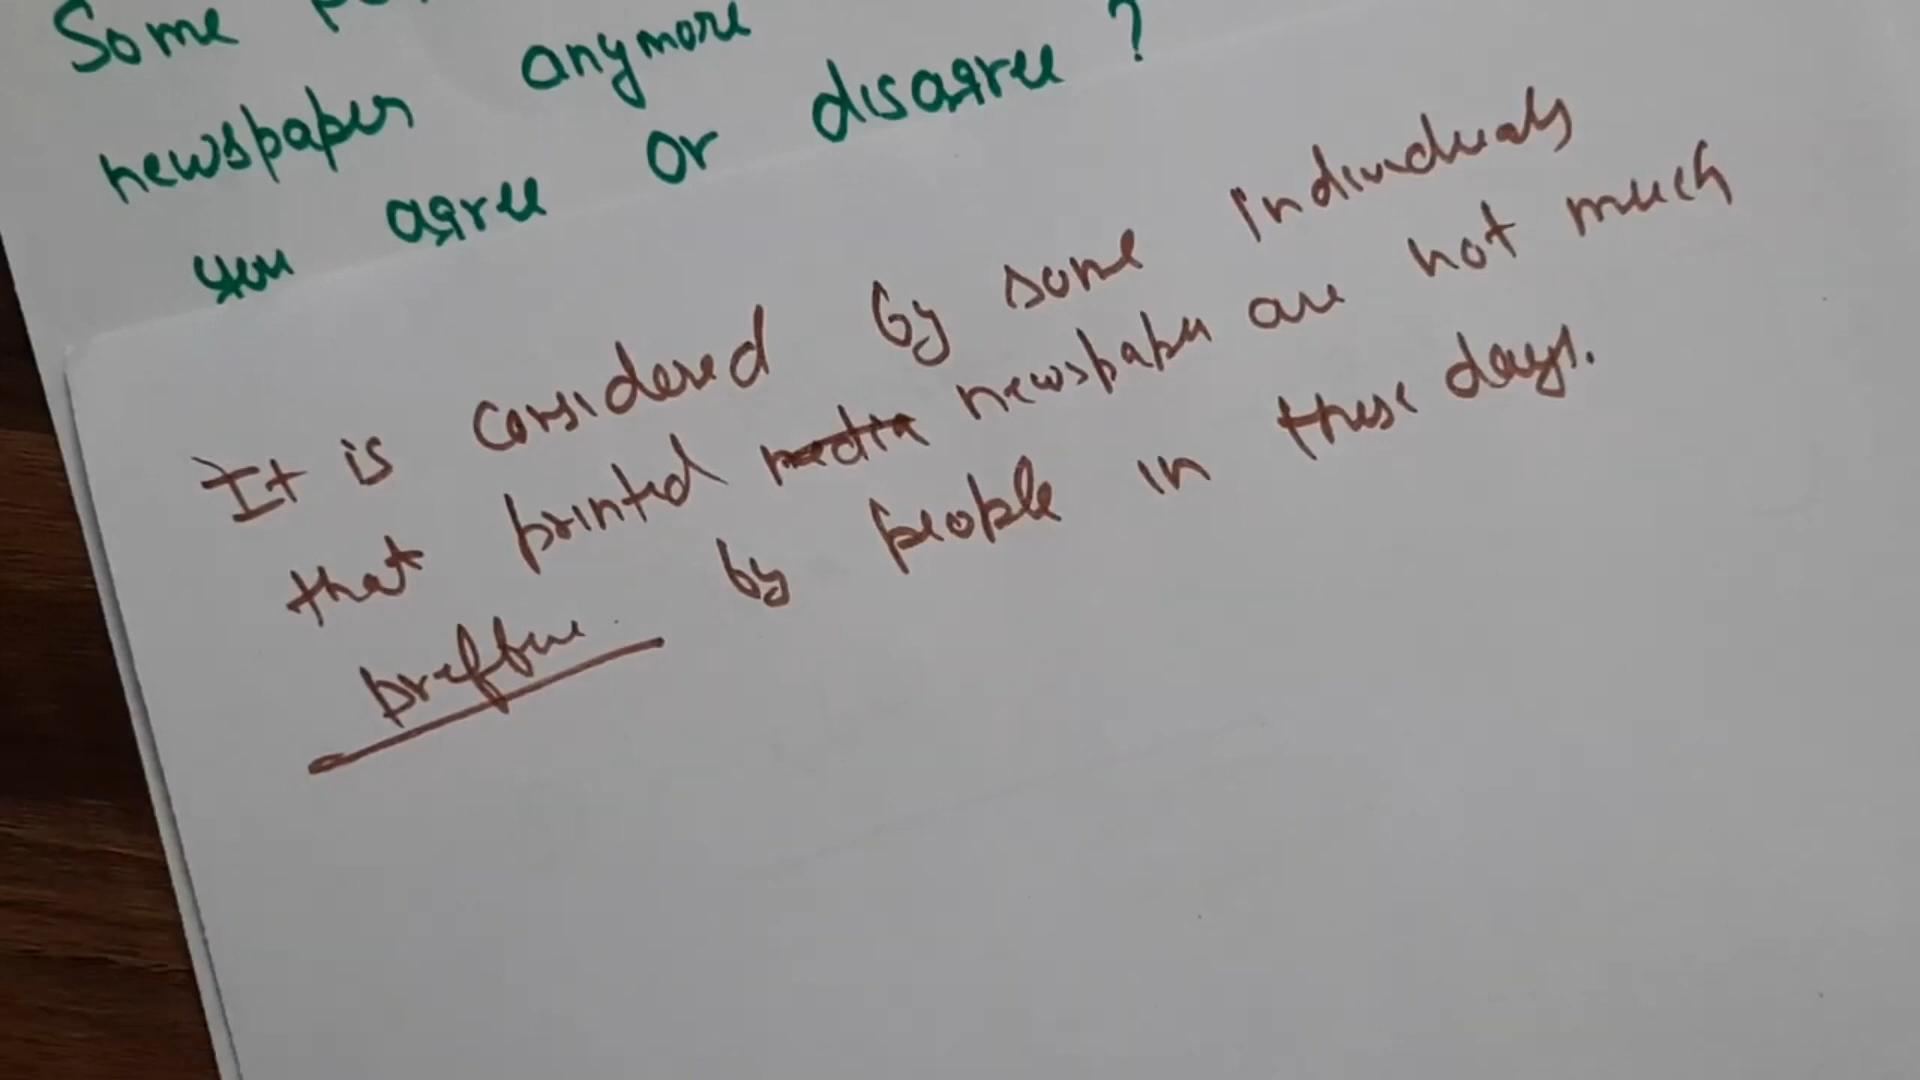 Some
newspaper anymore
you agree or disagree ?
It is considered by some individuals
that printed media newspaper are not much
by people in these days.